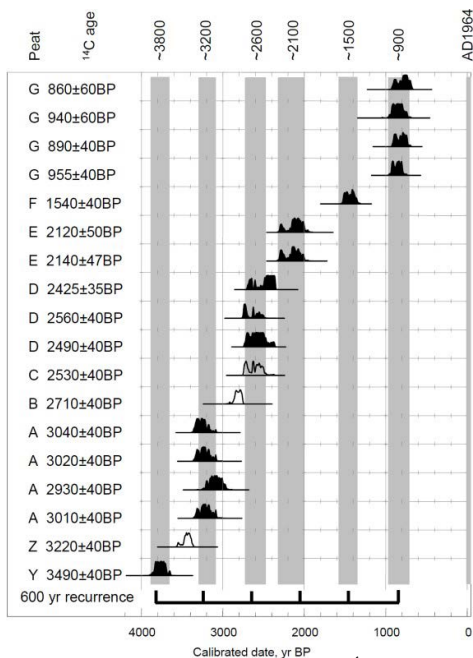 Peat 14C age ~3800 ~3200 ~2600 ~2100 ~1500 ~900 AD1964
G 860±60BP
G 940±60BP
G 890±40BP
G 955±40BP
F 1540±40BP
E 2120±50BP
E 2140±47BP
D 2425±35BP
D 2560±40BP
D 2490±40BP
C 2530±40BP
B 2710±40BP
A 3040±40BP
A 3020±40BP
A 2930±40BP
A 3010±40BP
Z 3220±40BP
Y 3490±40BP
600 yr recurrence
4000 3000 2000 1000 0
Calibrated date, yr BP